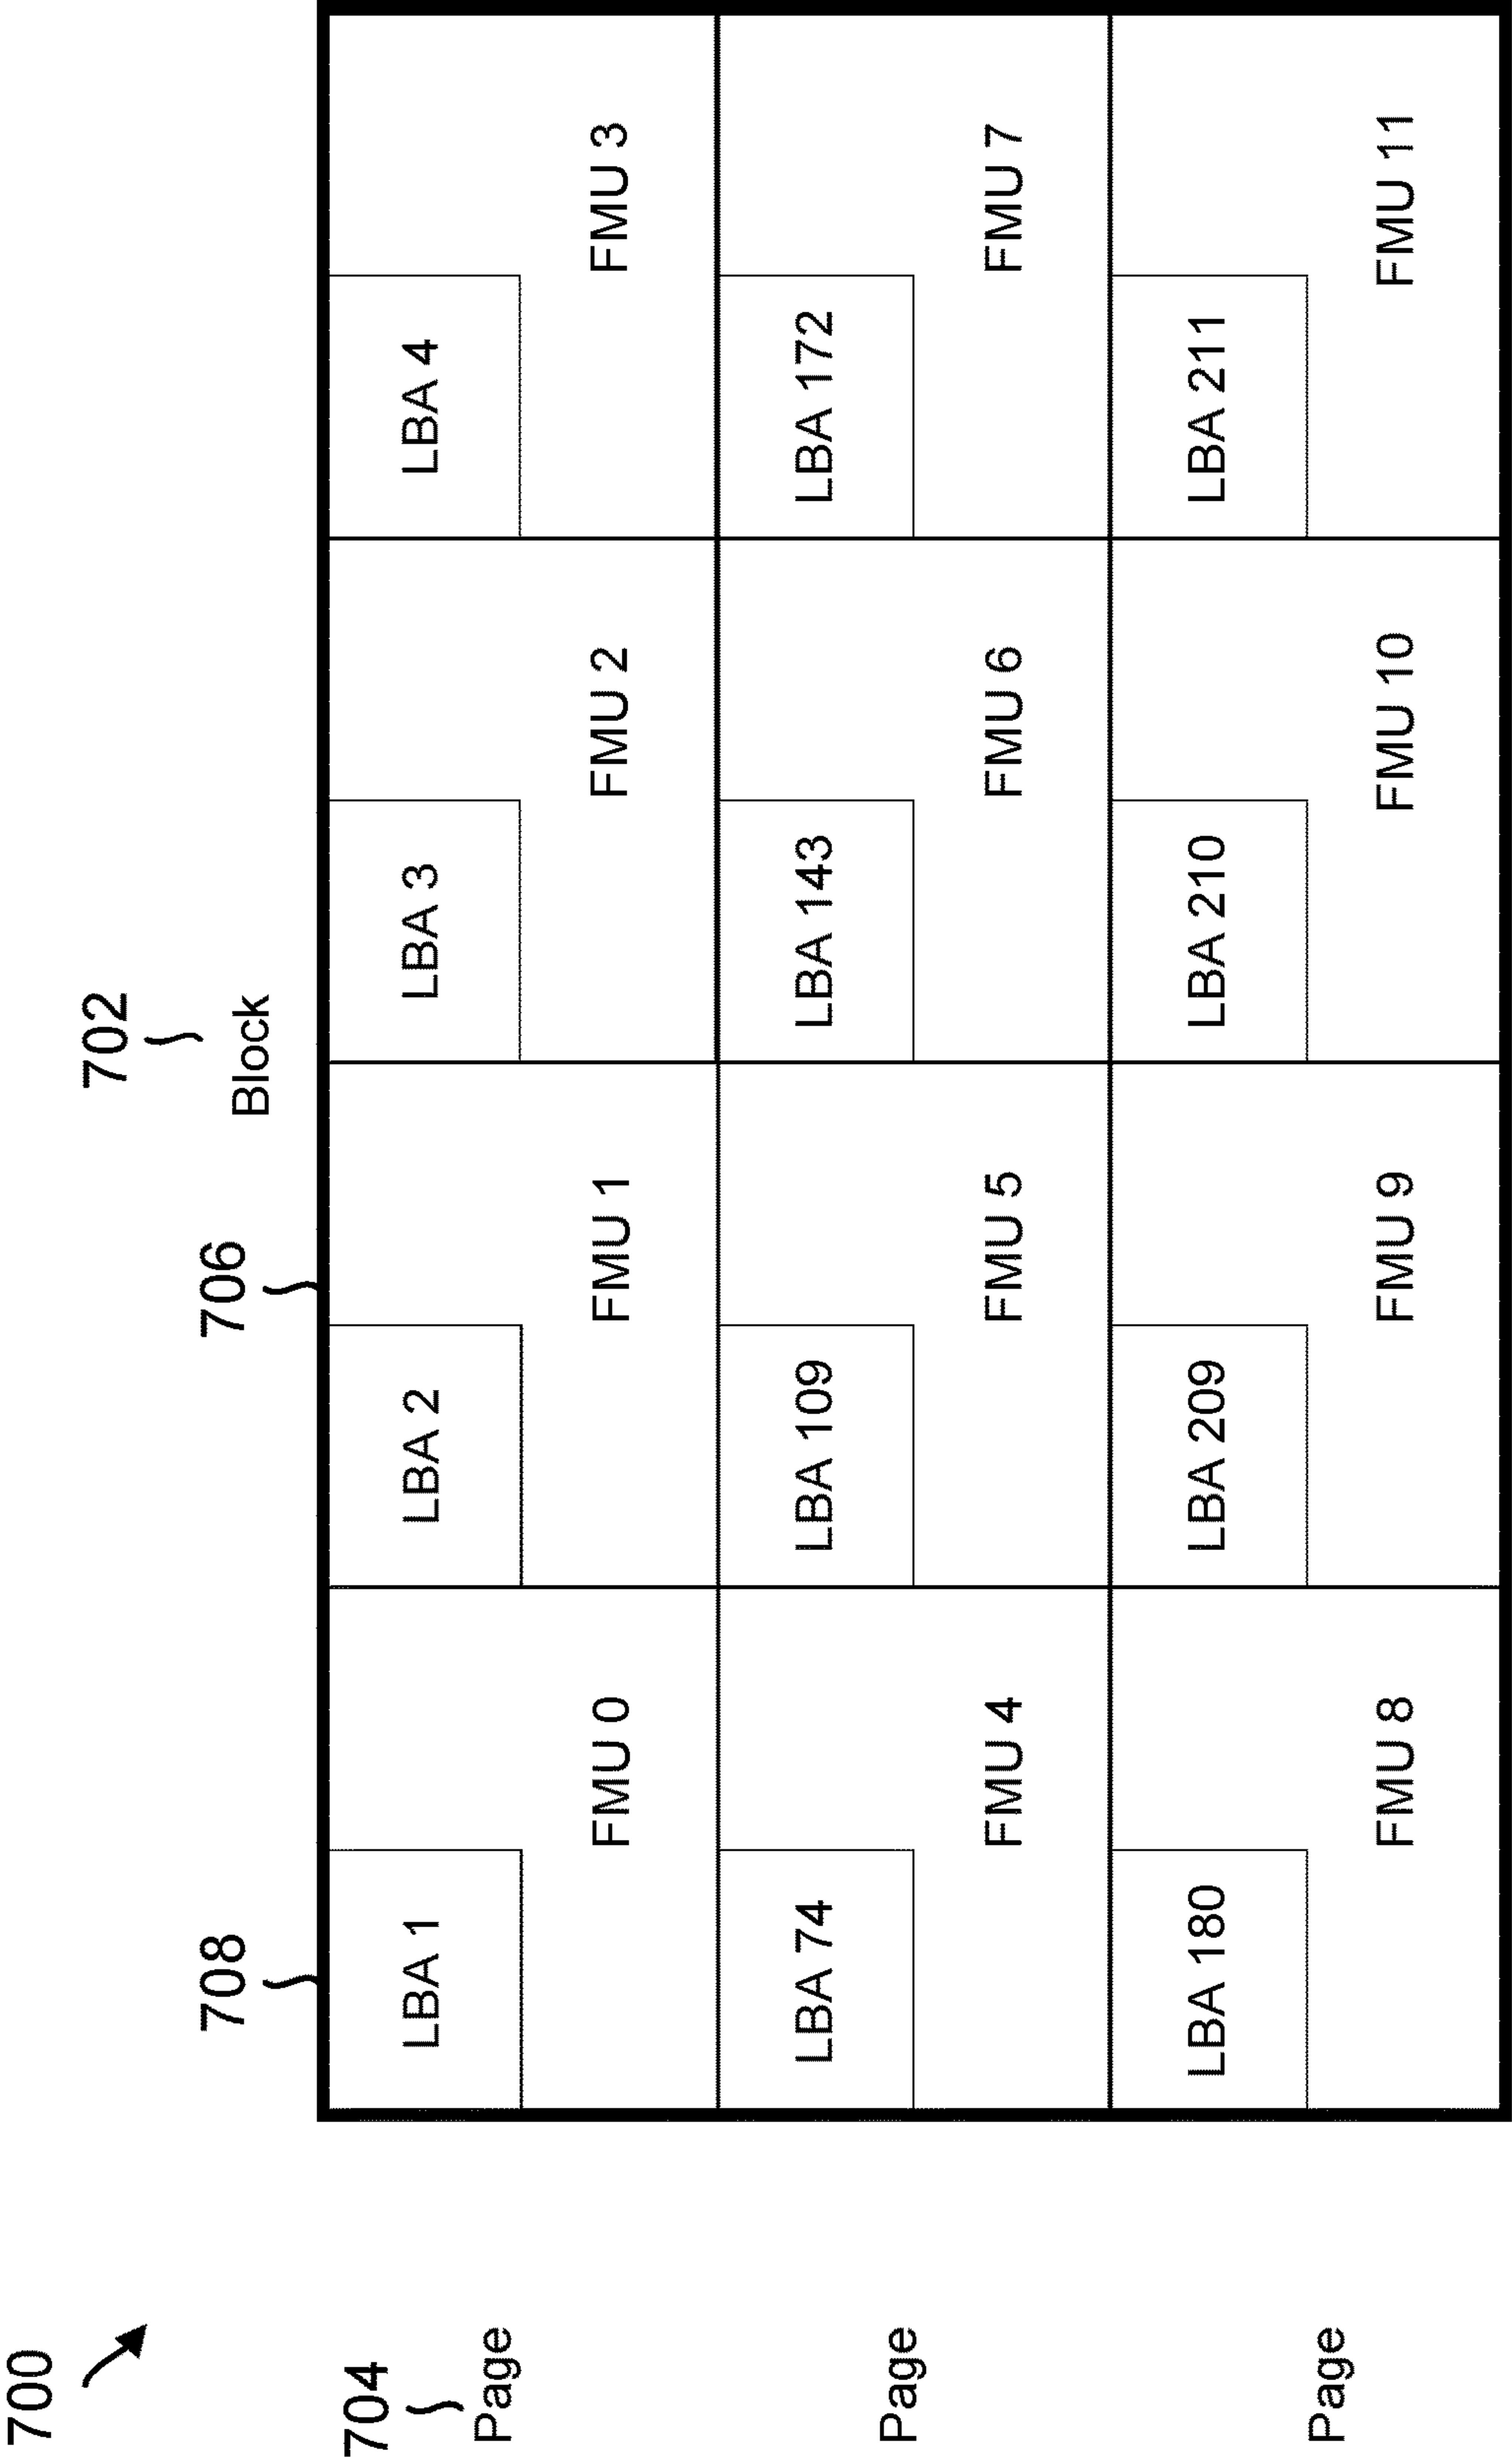 700
702
Block
708
706
704
Page
LBA 1
LBA 2
LBA 3
LBA 4
FMU 0
FMU 1
FMU 2
FMU 3
Page
LBA 74
LBA 109
LBA 143
LBA 172
FMU 4
FMU 5
FMU 6
FMU 7
Page
LBA 180
LBA 209
LBA 210
LBA 211
FMU 8
FMU 9
FMU 10
FMU 11